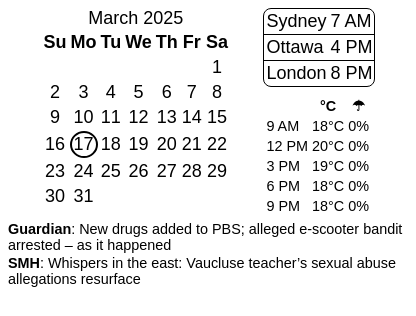 March 2025
Su Mo Tu We Th Fr Sa
1
2 3 4 5 6 7 8
9 10 11 12 13 14 15
16 17 18 19 20 21 22
23 24 25 26 27 28 29
30 31
Sydney 7 AM
Ottawa 4 PM
London 8 PM
°C ☂
9 AM 18°C 0%
12 PM 20°C 0%
3 PM 19°C 0%
6 PM 18°C 0%
9 PM 18°C 0%
Guardian: New drugs added to PBS; alleged e-scooter bandit
arrested – as it happened
SMH: Whispers in the east: Vaucluse teacher’s sexual abuse
allegations resurface